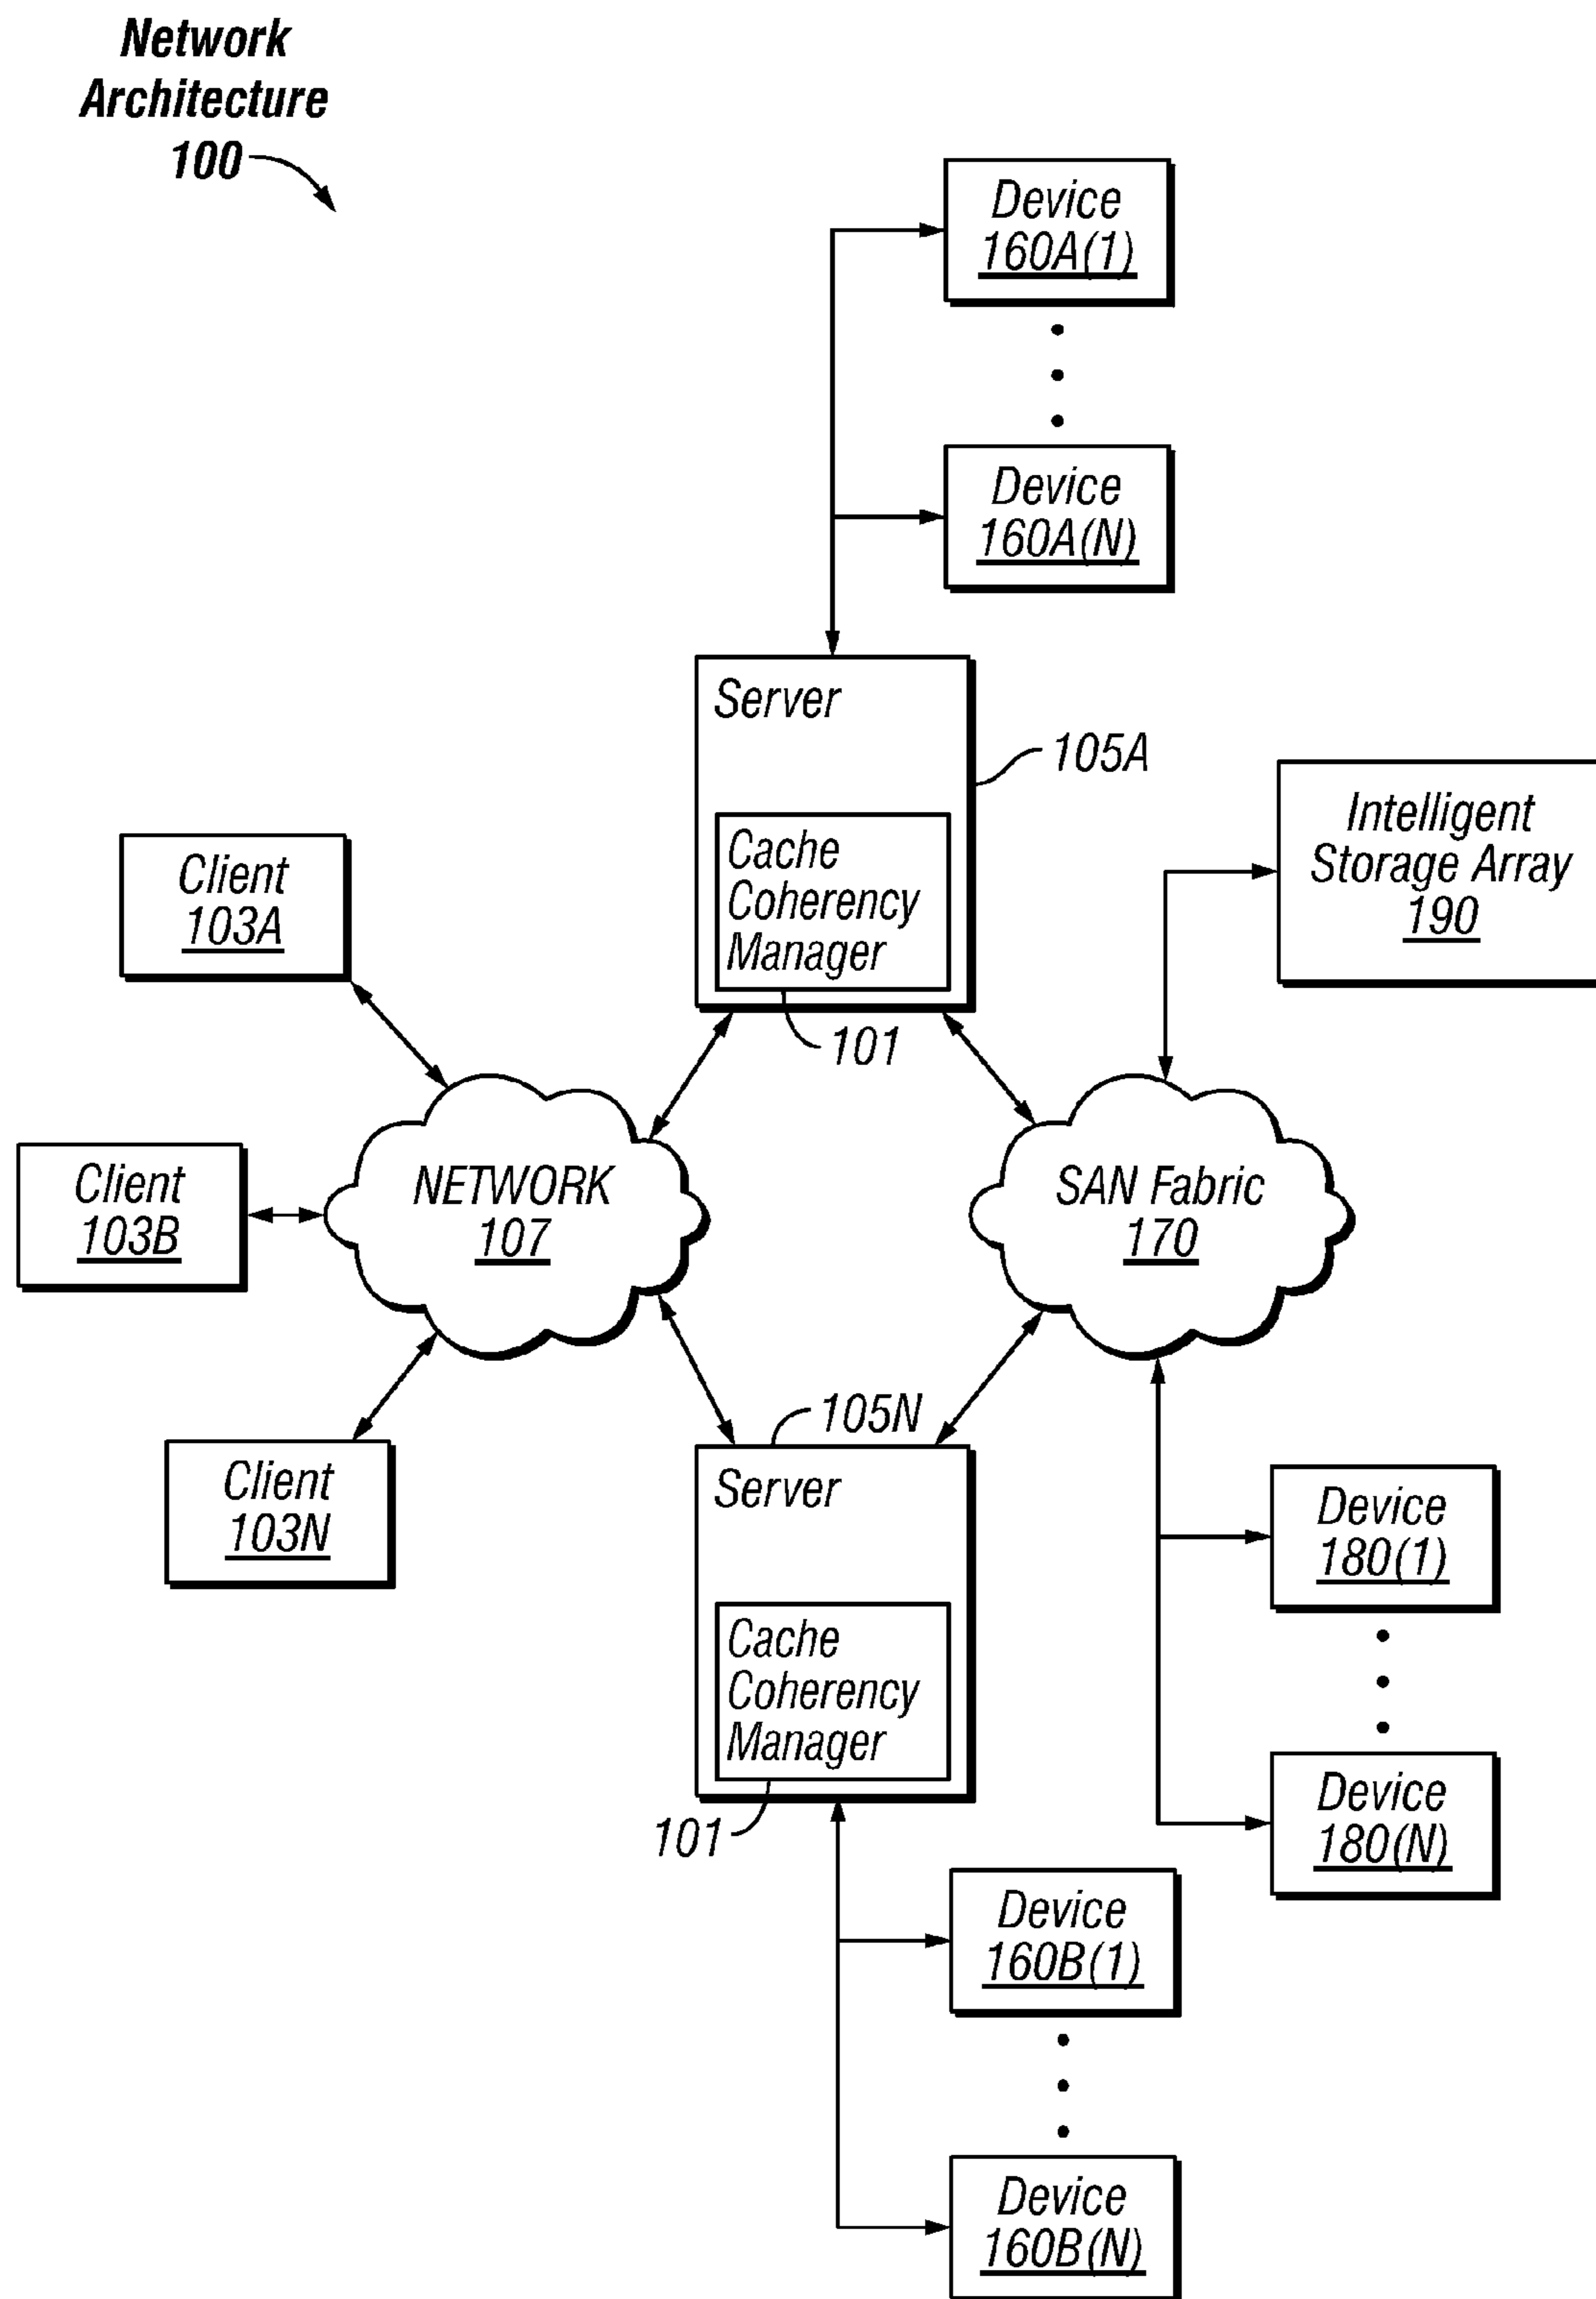 Network
Architecture
100
Device
160A(1)
Device
160A(N)
Server
105A
Cache
Coherency
Manager
101
Intelligent
Storage Array
190
Client
103A
Client
103B
NETWORK
107
SAN Fabric
170
Client
103N
105N
Server
Cache
Coherency
Manager
101
Device
180(1)
Device
180(N)
Device
160B(1)
Device
160B(N)